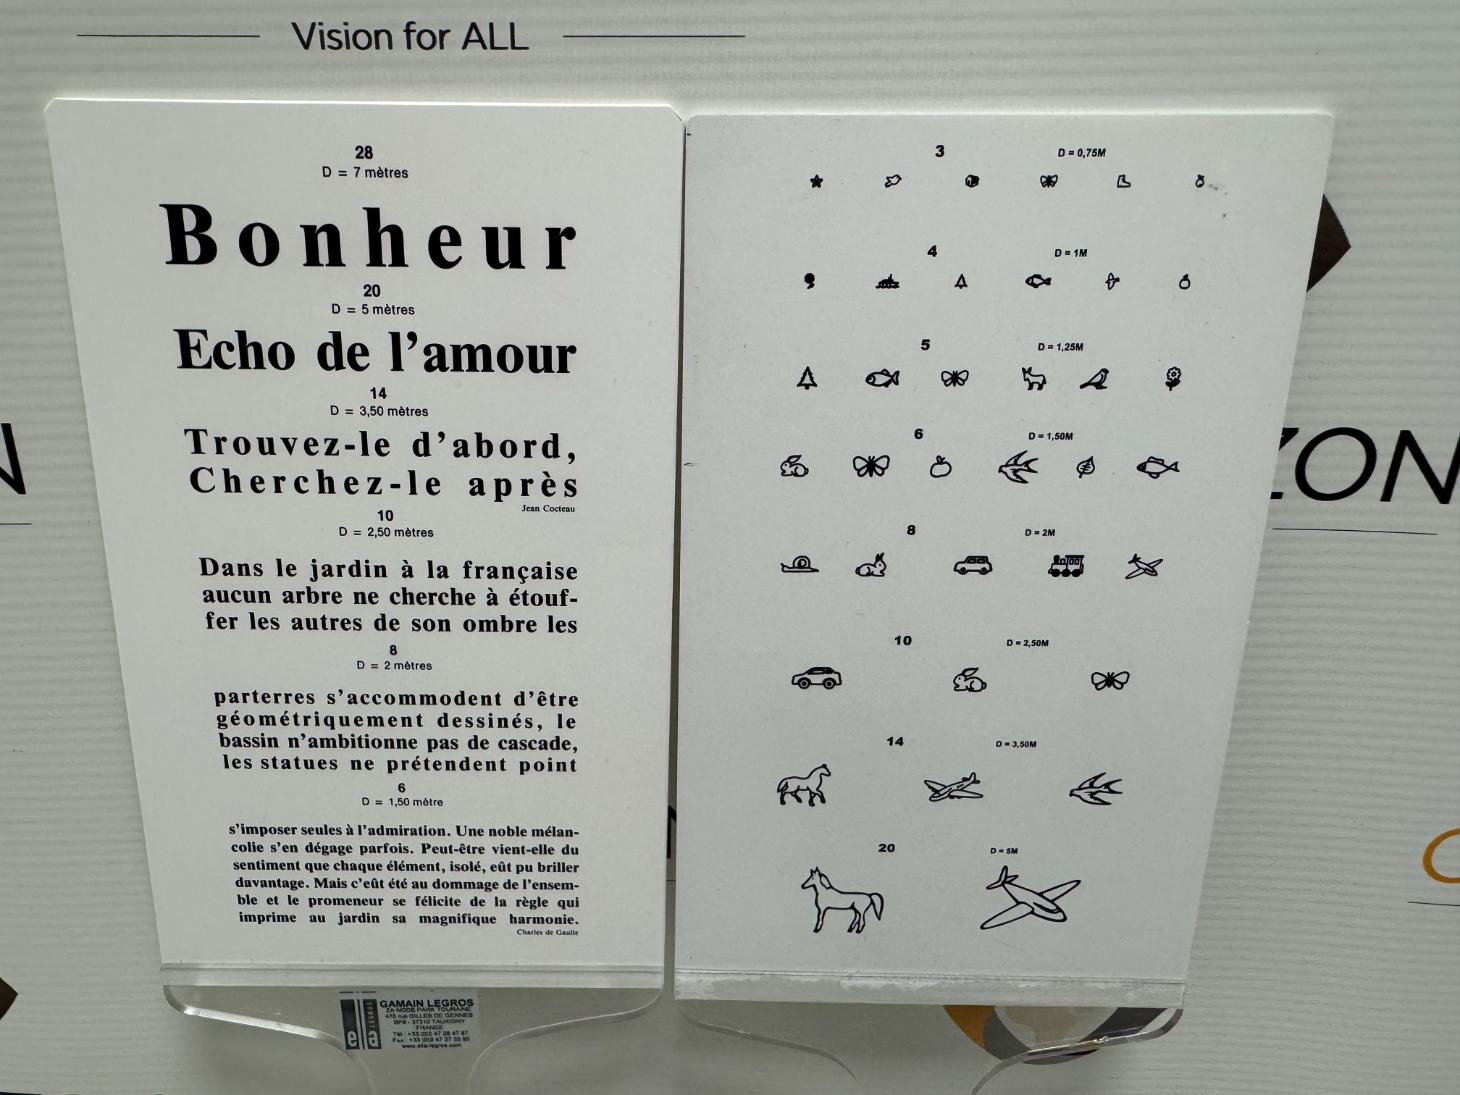 Vision for ALL
28
D = 7 mètres
Bonheur
20
D = 5 mètres
Echo de l'amour
14
D = 3,50 mètres
Trouvez-le d'abord,
Cherchez-le après
Jean Cocteau
10
D = 2,50 mètres
Dans le jardin à la française
aucun arbre ne cherche à étouf-
fer les autres de son ombre les
8
D = 2 mètres
parterres s'accommodent d'être
géométriquement dessinés, le
bassin n'ambitionne pas de cascade,
les statues ne prétendent point
6
D = 1,50 mètre
s'imposer seules à l'admiration. Une noble mélan-
colie s'en dégage parfois. Peut-être vient-elle du
sentiment que chaque élément, isolé, eût pu briller
davantage. Mais c'eût été au dommage de l'ensem-
ble et le promeneur se félicite de la règle qui
imprime au jardin sa magnifique harmonie.
Charles de Gaulle
GAMAIN LEGROS
ZA NODE PARK TOURAINE
37310 TAUXIGNY
FRANCE
3
D = 0,75M
4
D = 1M
5
D = 1,25M
6
D = 1,50M
8
D = 2M
10
D = 2,50M
14
D = 3,50M
20
D = 5M
N
ZON